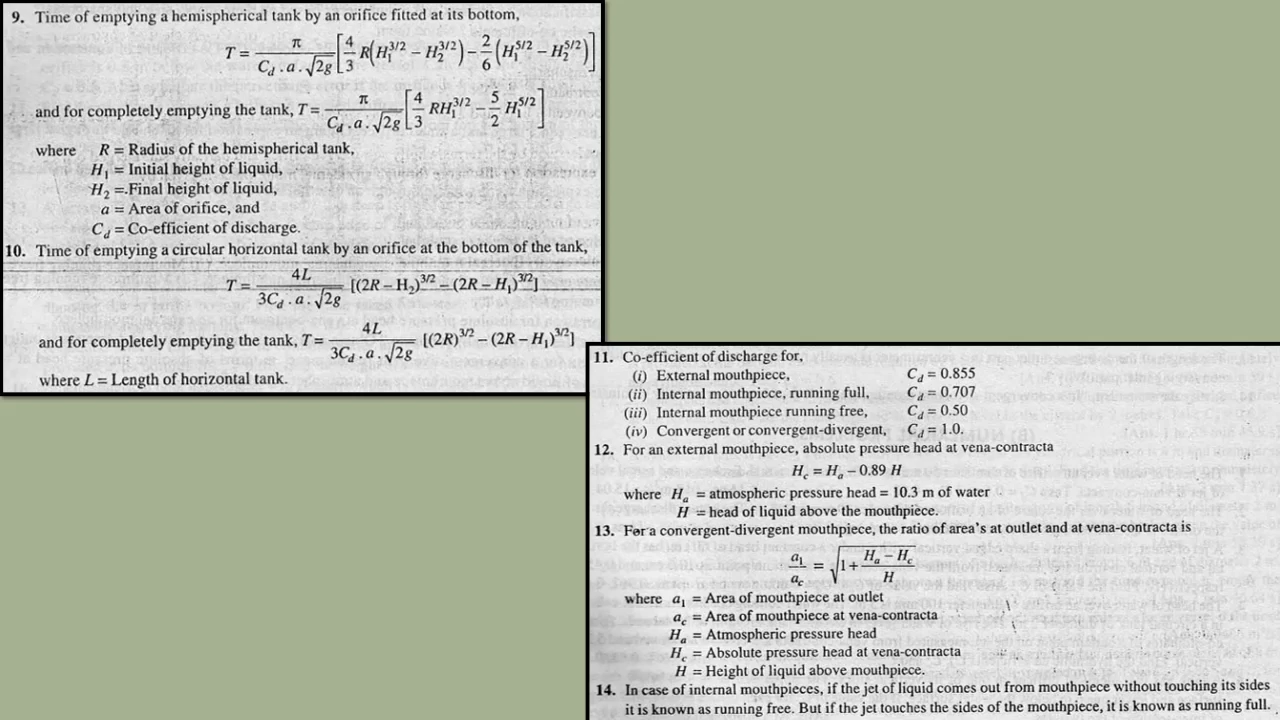 9. Time of emptying a hemispherical tank by an orifice fitted at its bottom,
T = π / (C_d . a . √2g) [4/3 R(H₁^3/2 – H₂^3/2) – 2/6 (H₁^5/2 – H₂^5/2)]
and for completely emptying the tank, T = π / (C_d . a . √2g) [4/3 RH₁^3/2 – 5/2 H₁^5/2]
where R = Radius of the hemispherical tank,
H₁ = Initial height of liquid,
H₂ = Final height of liquid,
a = Area of orifice, and
C_d = Co-efficient of discharge.
10. Time of emptying a circular horizontal tank by an orifice at the bottom of the tank,
T = 4L / (3C_d . a . √2g) [(2R – H₂)^3/2 – (2R – H₁)^3/2]
and for completely emptying the tank, T = 4L / (3C_d . a . √2g) [(2R)^3/2 – (2R – H₁)^3/2]
where L = Length of horizontal tank.
11. Co-efficient of discharge for,
(i) External mouthpiece, C_d = 0.855
(ii) Internal mouthpiece, running full, C_d = 0.707
(iii) Internal mouthpiece running free, C_d = 0.50
(iv) Convergent or convergent-divergent, C_d = 1.0.
12. For an external mouthpiece, absolute pressure head at vena-contracta
H_c = H_a – 0.89 H
where H_a = atmospheric pressure head = 10.3 m of water
H = head of liquid above the mouthpiece.
13. For a convergent-divergent mouthpiece, the ratio of area's at outlet and at vena-contracta is
a₁/a_c = √(1 + (H_a – H_c)/H)
where a₁ = Area of mouthpiece at outlet
a_c = Area of mouthpiece at vena-contracta
H_a = Atmospheric pressure head
H_c = Absolute pressure head at vena-contracta
H = Height of liquid above mouthpiece.
14. In case of internal mouthpieces, if the jet of liquid comes out from mouthpiece without touching its sides
it is known as running free. But if the jet touches the sides of the mouthpiece, it is known as running full.